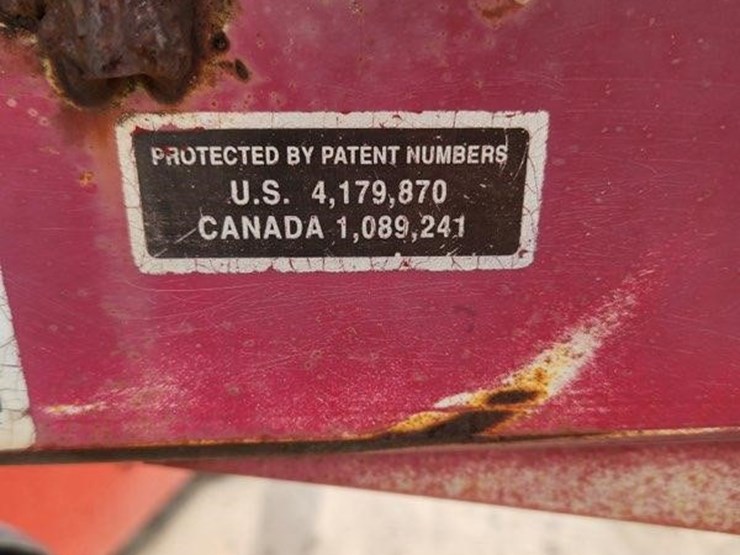 PROTECTED BY PATENT NUMBERS
U.S. 4,179,870
CANADA 1,089,241